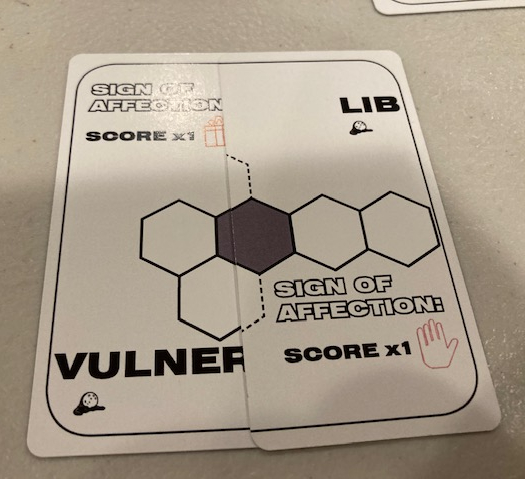 SIGN OF
AFFECTION
SCORE x1
LIB
SIGN OF
AFFECTION:
SCORE x1
VULNER